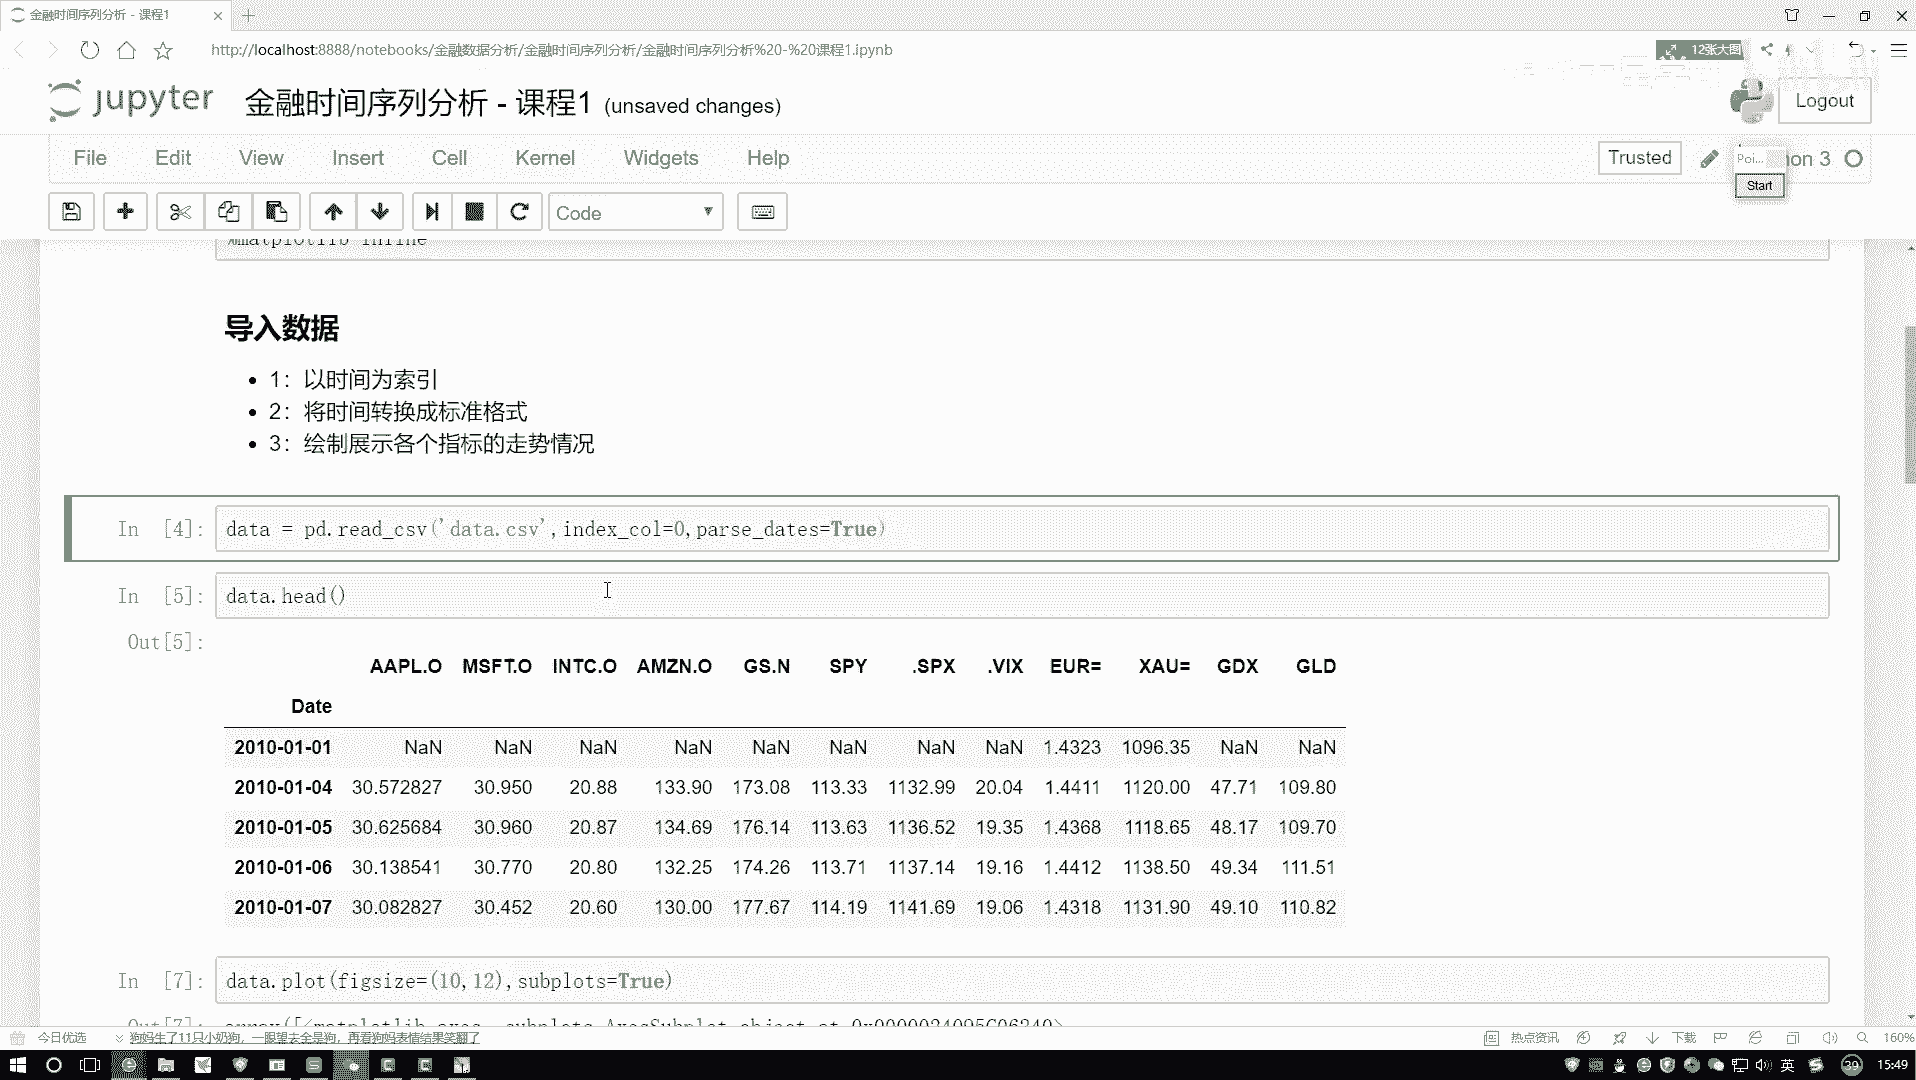 金融时间序列分析 - 课程1
http://localhost:8888/notebooks/金融数据分析/金融时间序列分析/金融时间序列分析%20-%20课程1.ipynb
12张大图
jupyter 金融时间序列分析 - 课程1 (unsaved changes)
Logout
File Edit View Insert Cell Kernel Widgets Help
Trusted
Poi...
Start
Code
%matplotlib inline
导入数据
1：以时间为索引
2：将时间转换成标准格式
3：绘制展示各个指标的走势情况
In [4]: data = pd.read_csv('data.csv',index_col=0,parse_dates=True)
In [5]: data.head()
Out[5]:
AAPL.O MSFT.O INTC.O AMZN.O GS.N SPY .SPX .VIX EUR= XAU= GDX GLD
Date
2010-01-01 NaN NaN NaN NaN NaN NaN NaN NaN 1.4323 1096.35 NaN NaN
2010-01-04 30.572827 30.950 20.88 133.90 173.08 113.33 1132.99 20.04 1.4411 1120.00 47.71 109.80
2010-01-05 30.625684 30.960 20.87 134.69 176.14 113.63 1136.52 19.35 1.4368 1118.65 48.17 109.70
2010-01-06 30.138541 30.770 20.80 132.25 174.26 113.71 1137.14 19.16 1.4412 1138.50 49.34 111.51
2010-01-07 30.082827 30.452 20.60 130.00 177.67 114.19 1141.69 19.06 1.4318 1131.90 49.10 110.82
In [7]: data.plot(figsize=(10,12),subplots=True)
今日优选
狗妈生了11只小奶狗，一眼望去全是狗，再看狗妈表情结果笑翻了
热点资讯
下载
160%
英
39
15:49